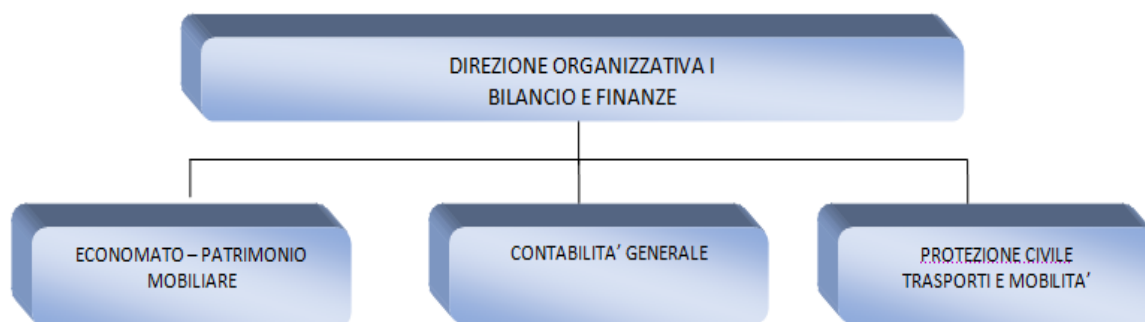 DIREZIONE ORGANIZZATIVA I
BILANCIO E FINANZE
ECONOMATO – PATRIMONIO
MOBILIARE
CONTABILITA’ GENERALE
PROTEZIONE CIVILE
TRASPORTI E MOBILITA’